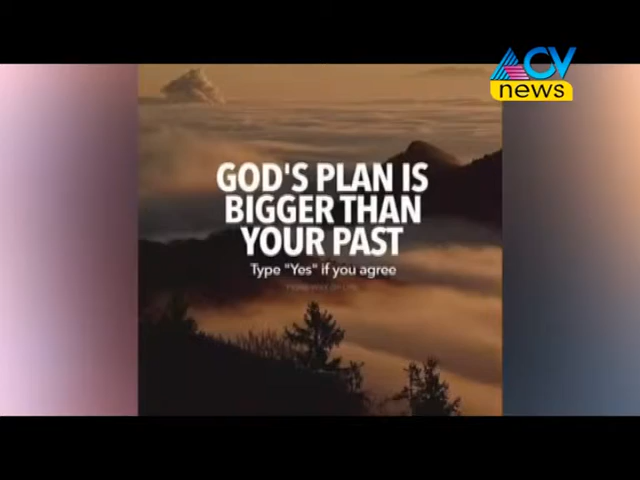 ACV
news
GOD'S PLAN IS
BIGGER THAN
YOUR PAST
Type "Yes" if you agree